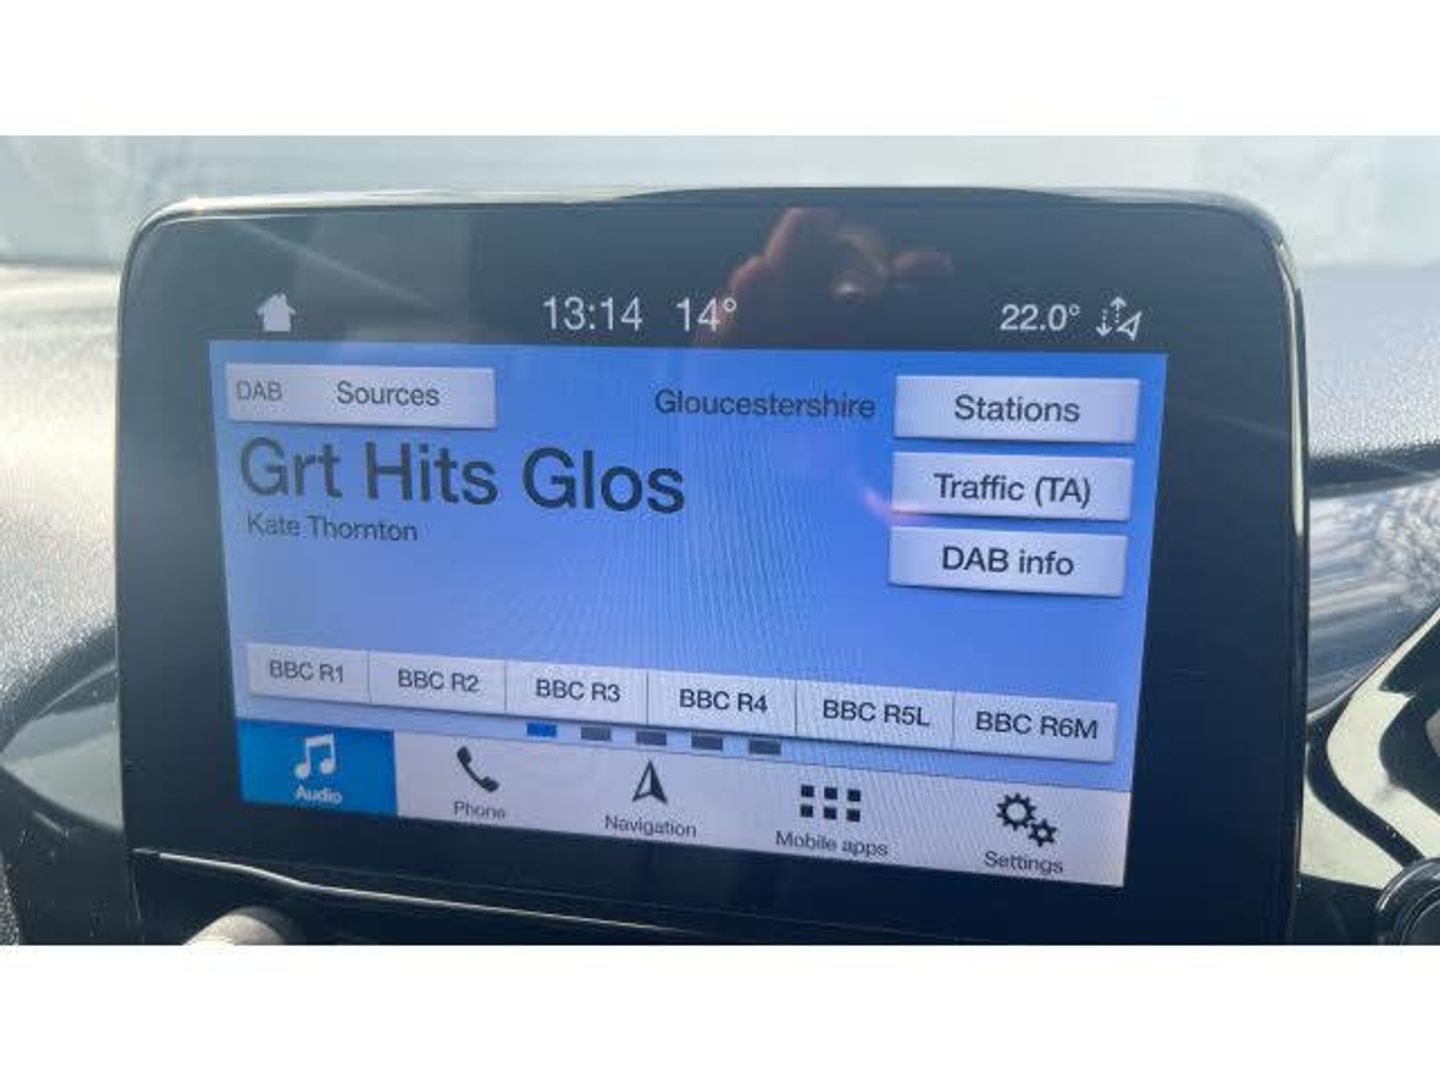 13:14 14° 22.0°
DAB Sources Gloucestershire Stations
Grt Hits Glos
Traffic (TA)
Kate Thornton
DAB info
BBC R1 BBC R2 BBC R3 BBC R4 BBC R5L BBC R6M
Audio Phone Navigation Mobile apps Settings